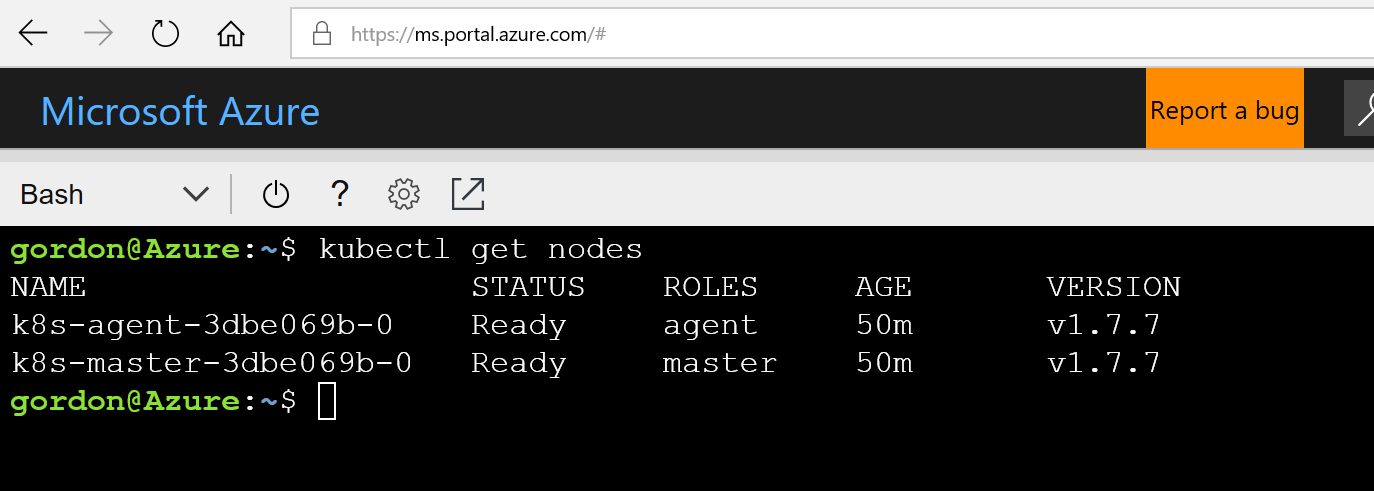 https://ms.portal.azure.com/#
Microsoft Azure
Report a bug
Bash
?
gordon@Azure:~$ kubectl get nodes
NAME STATUS ROLES AGE VERSION
k8s-agent-3dbe069b-0 Ready agent 50m v1.7.7
k8s-master-3dbe069b-0 Ready master 50m v1.7.7
gordon@Azure:~$